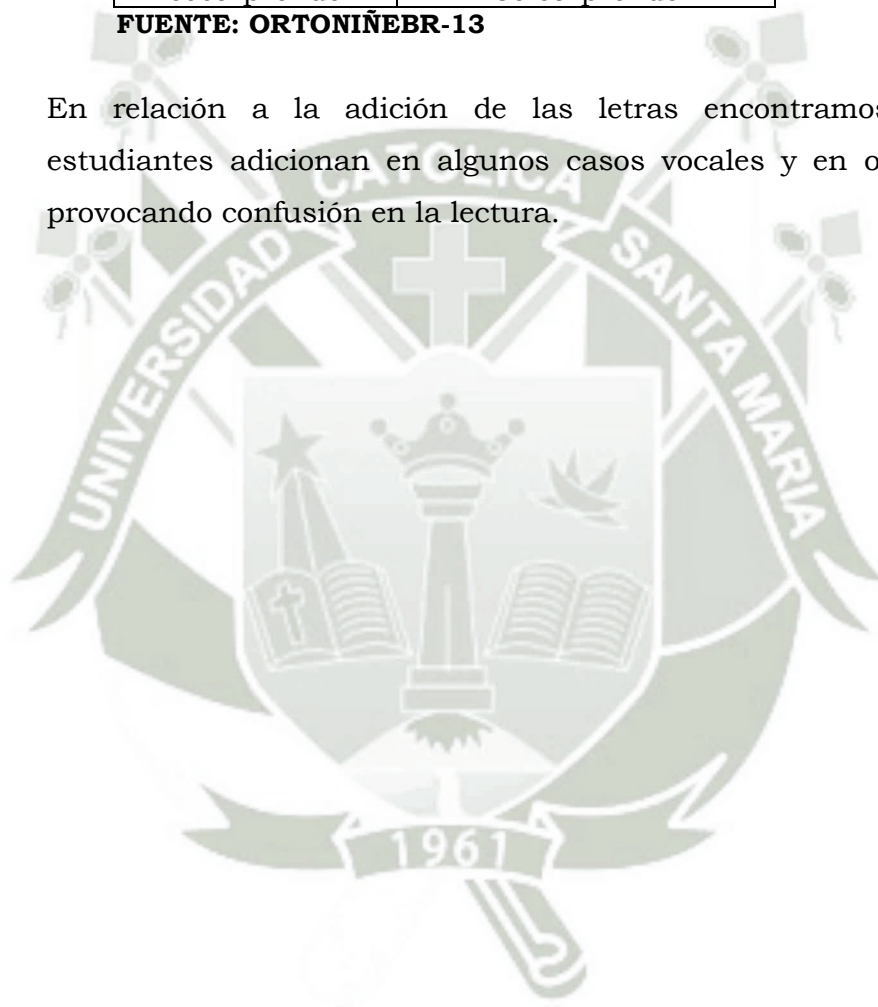 FUENTE: ORTONIÑEBR-13
En relación a la adición de las letras encontramos
estudiantes adicionan en algunos casos vocales y en o
provocando confusión en la lectura.
CATOLICA
UNIVERSIDAD
SANTA MARIA
1961